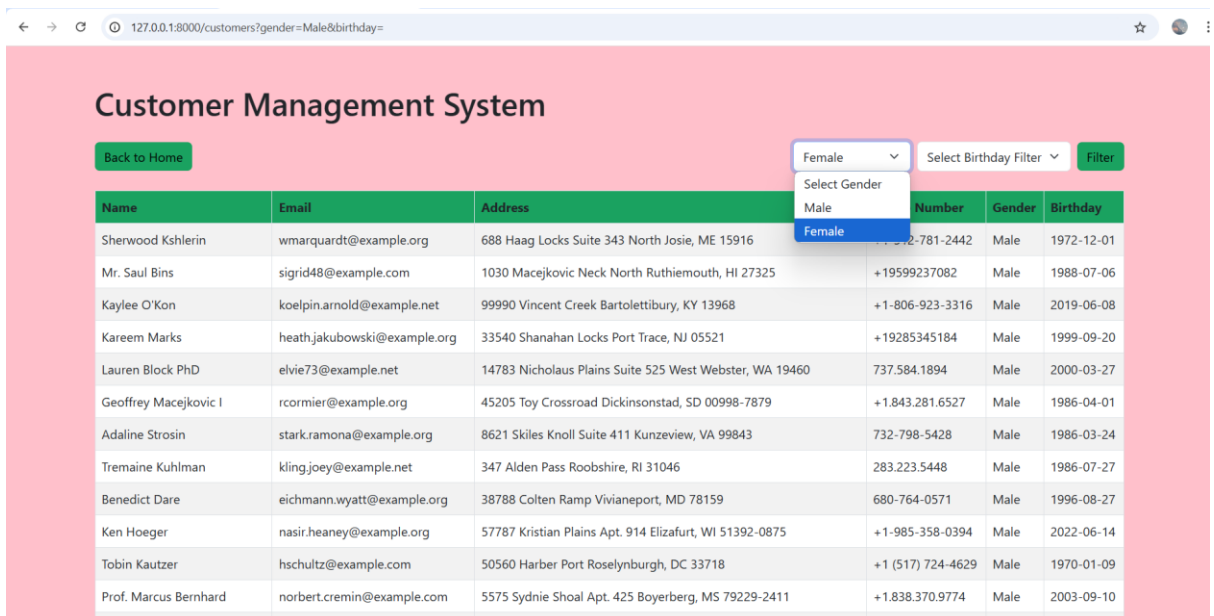 127.0.0.1:8000/customers?gender=Male&birthday=
Customer Management System
Back to Home Female Select Birthday Filter Filter
Select Gender
Male
Female
Name Email Address Number Gender Birthday
Sherwood Kshlerin wmarquardt@example.org 688 Haag Locks Suite 343 North Josie, ME 15916 781-2442 Male 1972-12-01
Mr. Saul Bins sigrid48@example.com 1030 Macejkovic Neck North Ruthiemouth, HI 27325 +19599237082 Male 1988-07-06
Kaylee O'Kon koelpin.arnold@example.net 99990 Vincent Creek Bartolettibury, KY 13968 +1-806-923-3316 Male 2019-06-08
Kareem Marks heath.jakubowski@example.org 33540 Shanahan Locks Port Trace, NJ 05521 +19285345184 Male 1999-09-20
Lauren Block PhD elvie73@example.net 14783 Nicholaus Plains Suite 525 West Webster, WA 19460 737.584.1894 Male 2000-03-27
Geoffrey Macejkovic I rcormier@example.org 45205 Toy Crossroad Dickinsonstad, SD 00998-7879 +1.843.281.6527 Male 1986-04-01
Adaline Strosin stark.ramona@example.org 8621 Skiles Knoll Suite 411 Kunzeview, VA 99843 732-798-5428 Male 1986-03-24
Tremaine Kuhlman kling.joey@example.net 347 Alden Pass Roobshire, RI 31046 283.223.5448 Male 1986-07-27
Benedict Dare eichmann.wyatt@example.org 38788 Colten Ramp Vivianeport, MD 78159 680-764-0571 Male 1996-08-27
Ken Hoeger nasir.heaney@example.org 57787 Kristian Plains Apt. 914 Elizafurt, WI 51392-0875 +1-985-358-0394 Male 2022-06-14
Tobin Kautzer hschultz@example.com 50560 Harber Port Roselynburgh, DC 33718 +1 (517) 724-4629 Male 1970-01-09
Prof. Marcus Bernhard norbert.cremin@example.com 5575 Sydnie Shoal Apt. 425 Boyerberg, MS 79229-2411 +1.838.370.9774 Male 2003-09-10